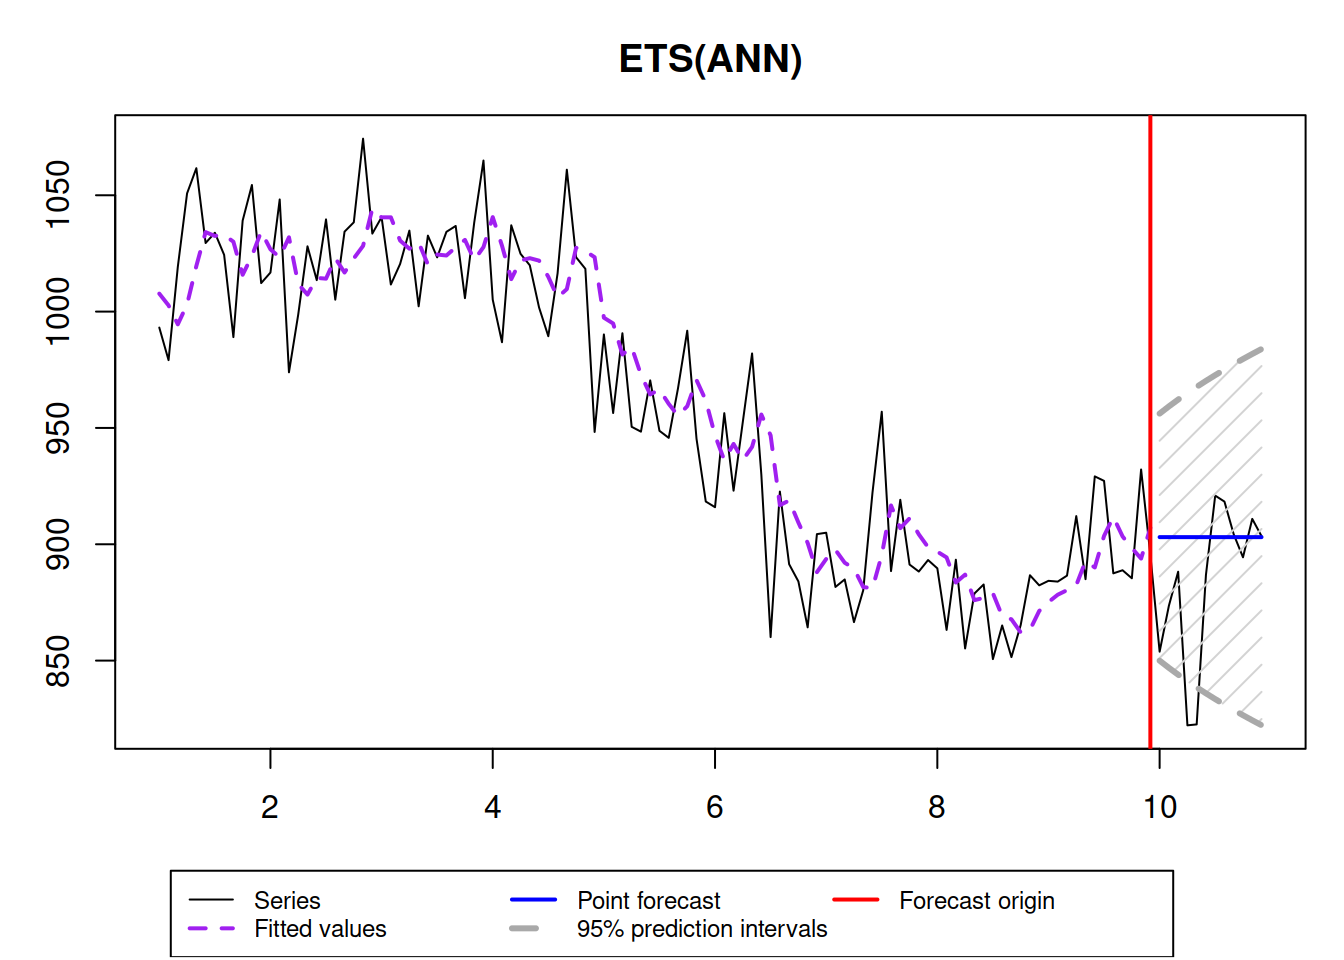 ETS(ANN)
1050
1000
950
900
850
2 4 6 8 10
Series Point forecast Forecast origin
Fitted values 95% prediction intervals